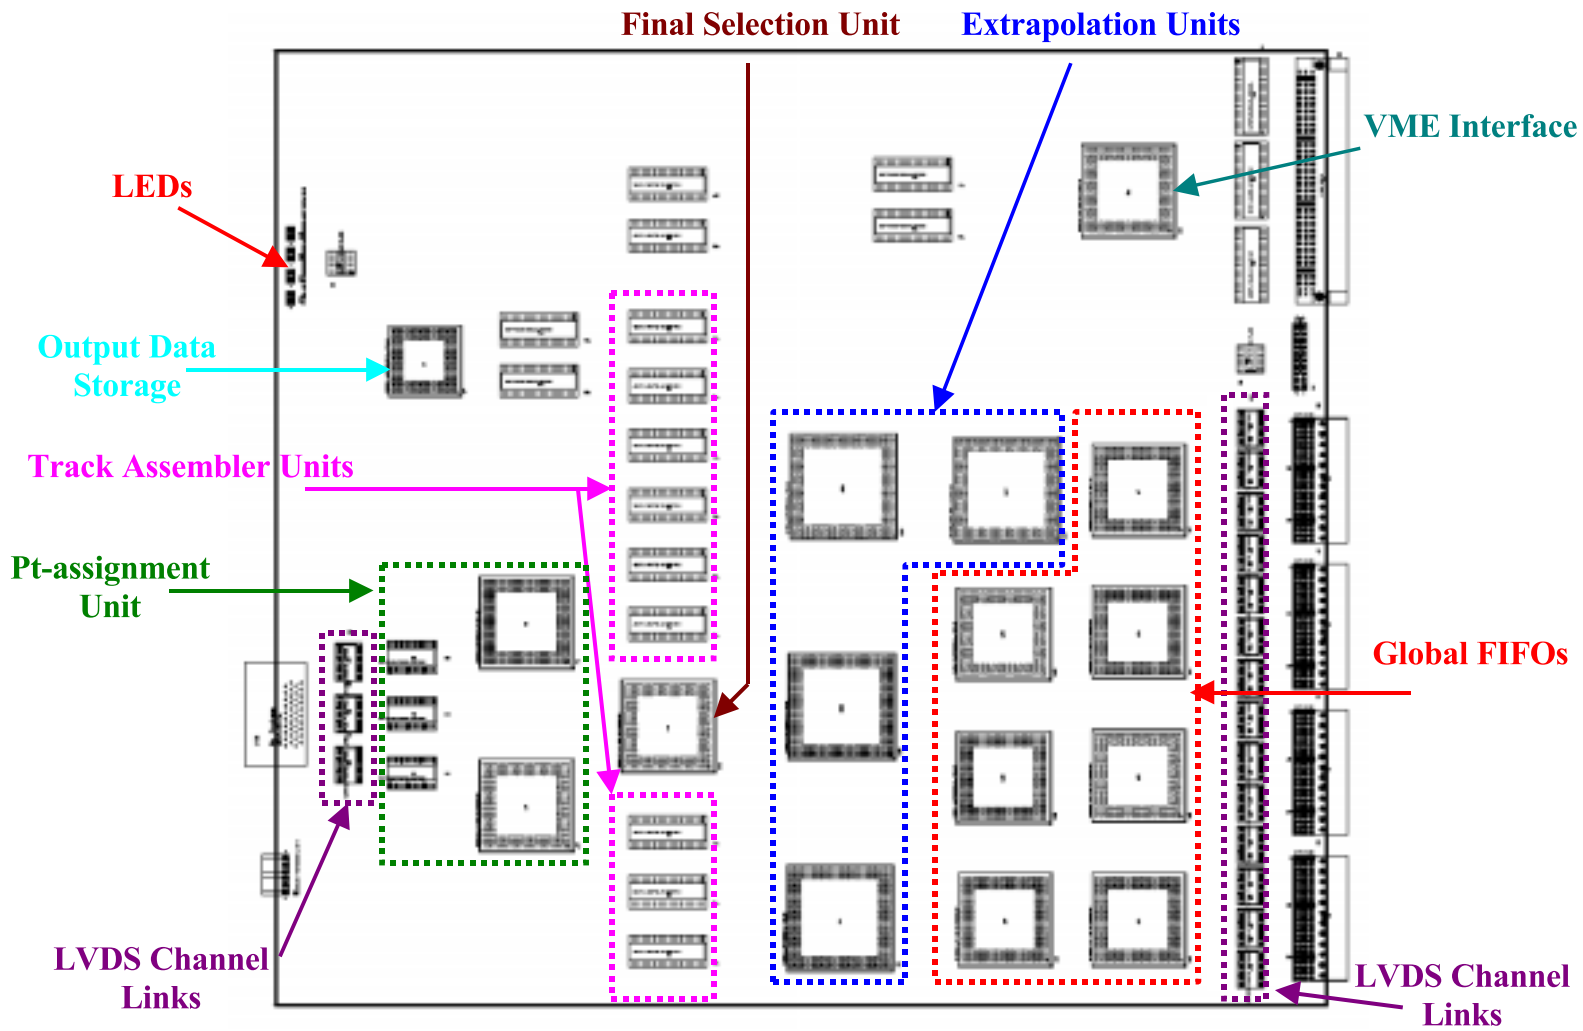 Final Selection Unit
Extrapolation Units
VME Interface
LEDs
Output Data
Storage
Track Assembler Units
Pt-assignment
Unit
Global FIFOs
LVDS Channel
Links
LVDS Channel
Links